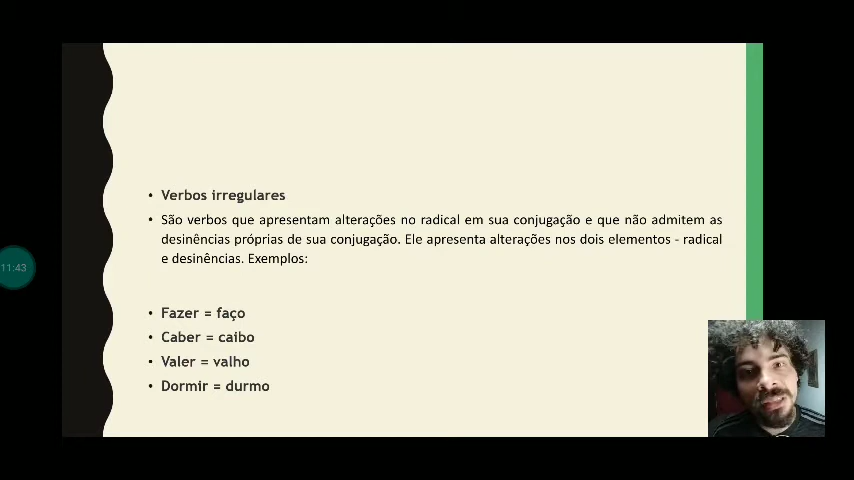 • Verbos irregulares
• São verbos que apresentam alterações no radical em sua conjugação e que não admitem as
desinências próprias de sua conjugação. Ele apresenta alterações nos dois elementos - radical
e desinências. Exemplos:
• Fazer = faço
• Caber = caibo
• Valer = valho
• Dormir = durmo
11:43